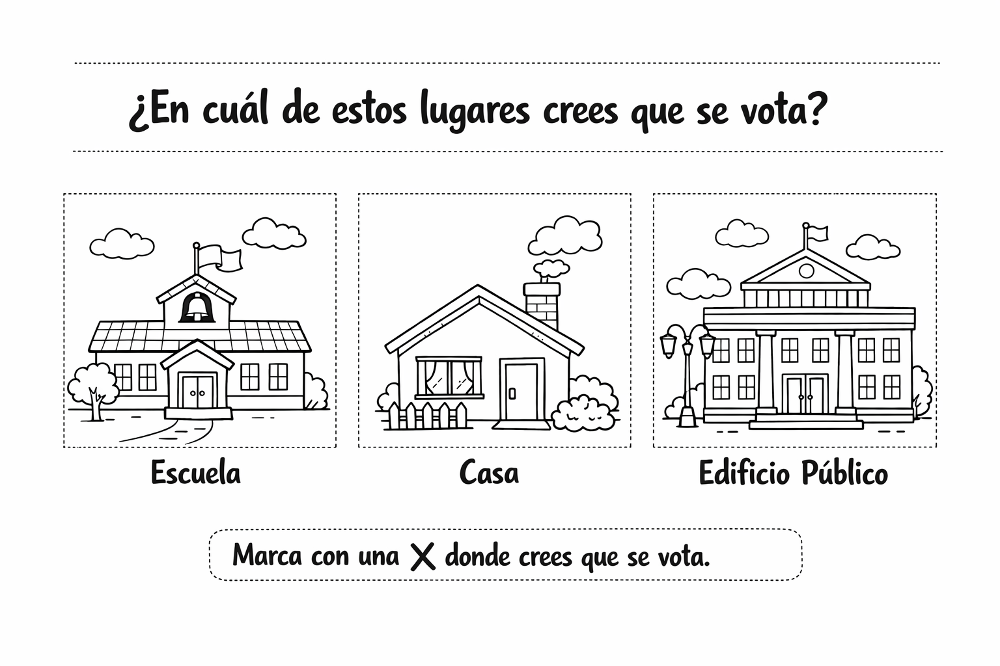 ¿En cuál de estos lugares crees que se vota?
Escuela
Casa
Edificio Público
Marca con una X donde crees que se vota.